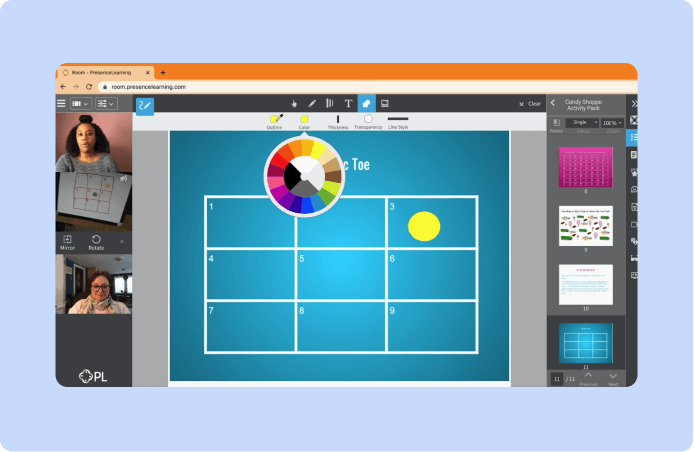 Room - PresenceLearning
room.presencelearning.com
Clear
Outline
Color
Thickness
Transparency
Line Style
Candy Shoppe
Activity Pack
Single
100%
c Toe
1
3
4
5
6
7
8
9
Mirror
Rotate
PL
8
9
10
11
11 / 11
Previous
Next